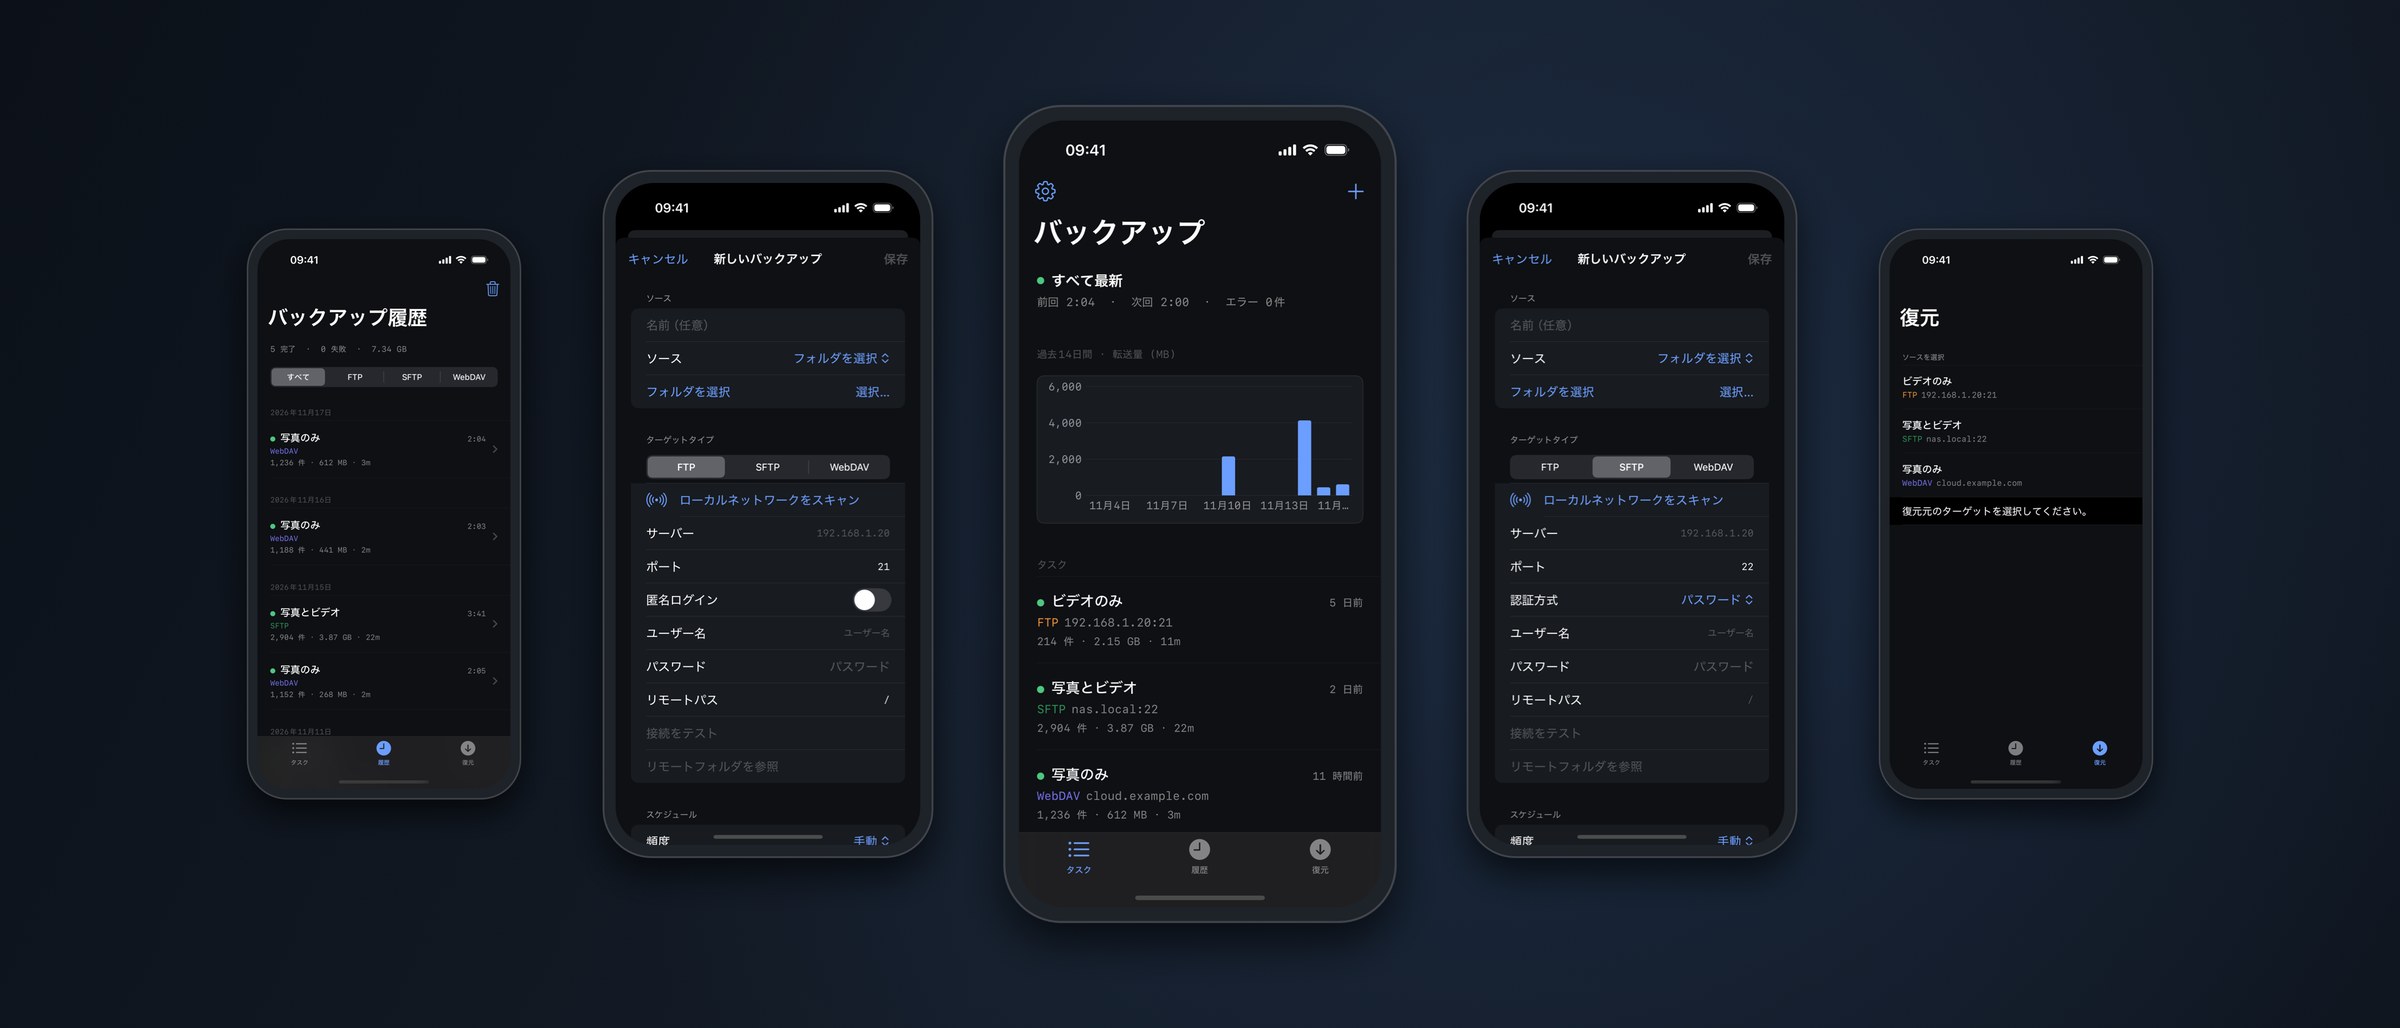 09:41
バックアップ履歴
5 完了 · 0 失敗 · 7.34 GB
すべて FTP SFTP WebDAV
2026年11月17日
写真のみ 2:04
WebDAV
1,236 件 · 612 MB · 3m
2026年11月16日
写真のみ 2:03
WebDAV
1,188 件 · 441 MB · 2m
2026年11月15日
写真とビデオ 3:41
SFTP
2,904 件 · 3.87 GB · 22m
写真のみ 2:05
WebDAV
1,152 件 · 268 MB · 2m
2026年11月11日
タスク 履歴 復元
09:41
キャンセル 新しいバックアップ 保存
ソース
名前 (任意)
ソース フォルダを選択
フォルダを選択 選択...
ターゲットタイプ
FTP SFTP WebDAV
ローカルネットワークをスキャン
サーバー 192.168.1.20
ポート 21
匿名ログイン
ユーザー名 ユーザー名
パスワード パスワード
リモートパス /
接続をテスト
リモートフォルダを参照
スケジュール
頻度 手動
09:41
バックアップ
すべて最新
前回 2:04 · 次回 2:00 · エラー 0件
過去14日間 · 転送量 (MB)
6,000
4,000
2,000
0
11月4日 11月7日 11月10日 11月13日 11月…
タスク
ビデオのみ 5 日前
FTP 192.168.1.20:21
214 件 · 2.15 GB · 11m
写真とビデオ 2 日前
SFTP nas.local:22
2,904 件 · 3.87 GB · 22m
写真のみ 11 時間前
WebDAV cloud.example.com
1,236 件 · 612 MB · 3m
タスク 履歴 復元
09:41
キャンセル 新しいバックアップ 保存
ソース
名前 (任意)
ソース フォルダを選択
フォルダを選択 選択...
ターゲットタイプ
FTP SFTP WebDAV
ローカルネットワークをスキャン
サーバー 192.168.1.20
ポート 22
認証方式 パスワード
ユーザー名 ユーザー名
パスワード パスワード
リモートパス /
接続をテスト
リモートフォルダを参照
スケジュール
頻度 手動
09:41
復元
ソースを選択
ビデオのみ
FTP 192.168.1.20:21
写真とビデオ
SFTP nas.local:22
写真のみ
WebDAV cloud.example.com
復元元のターゲットを選択してください。
タスク 履歴 復元